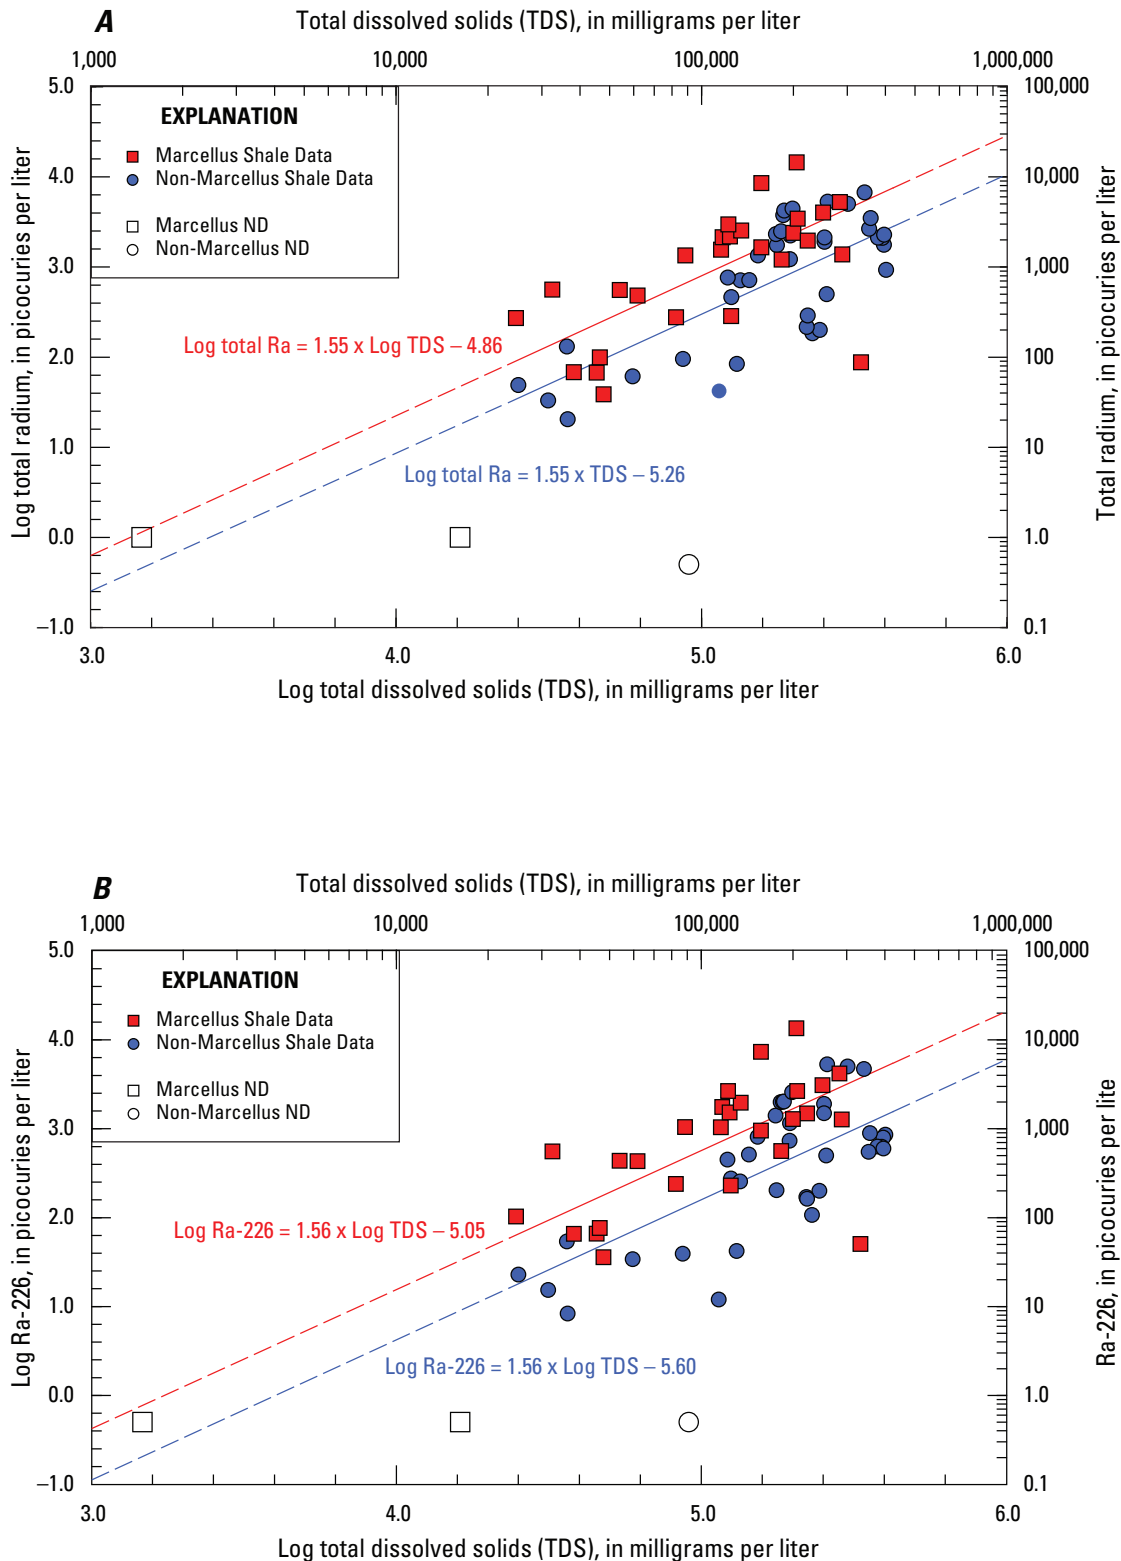 A
Total dissolved solids (TDS), in milligrams per liter
1,000
10,000
100,000
1,000,000
5.0
4.0
3.0
2.0
1.0
0.0
–1.0
Log total radium, in picocuries per liter
EXPLANATION
Marcellus Shale Data
Non-Marcellus Shale Data
Marcellus ND
Non-Marcellus ND
Log total Ra = 1.55 x Log TDS – 4.86
Log total Ra = 1.55 x TDS – 5.26
100,000
10,000
1,000
100
10
1.0
0.1
Total radium, in picocuries per liter
3.0
4.0
5.0
6.0
Log total dissolved solids (TDS), in milligrams per liter
B
Total dissolved solids (TDS), in milligrams per liter
1,000
10,000
100,000
1,000,000
5.0
4.0
3.0
2.0
1.0
0.0
–1.0
Log Ra-226, in picocuries per liter
EXPLANATION
Marcellus Shale Data
Non-Marcellus Shale Data
Marcellus ND
Non-Marcellus ND
Log Ra-226 = 1.56 x Log TDS – 5.05
Log Ra-226 = 1.56 x Log TDS – 5.60
100,000
10,000
1,000
100
10
1.0
0.1
Ra-226, in picocuries per lite
3.0
4.0
5.0
6.0
Log total dissolved solids (TDS), in milligrams per liter